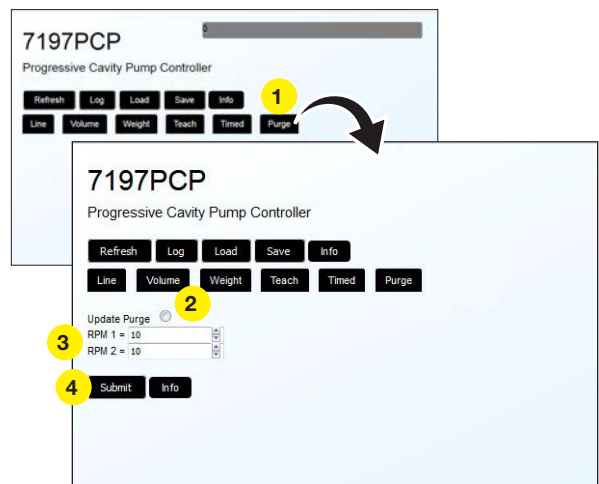 7197PCP
0
Progressive Cavity Pump Controller
Refresh Log Load Save Info
1
Line Volume Weight Teach Timed Purge
7197PCP
Progressive Cavity Pump Controller
Refresh Log Load Save Info
Line Volume Weight Teach Timed Purge
Update Purge 2
3 RPM 1 = 10
RPM 2 = 10
4 Submit Info